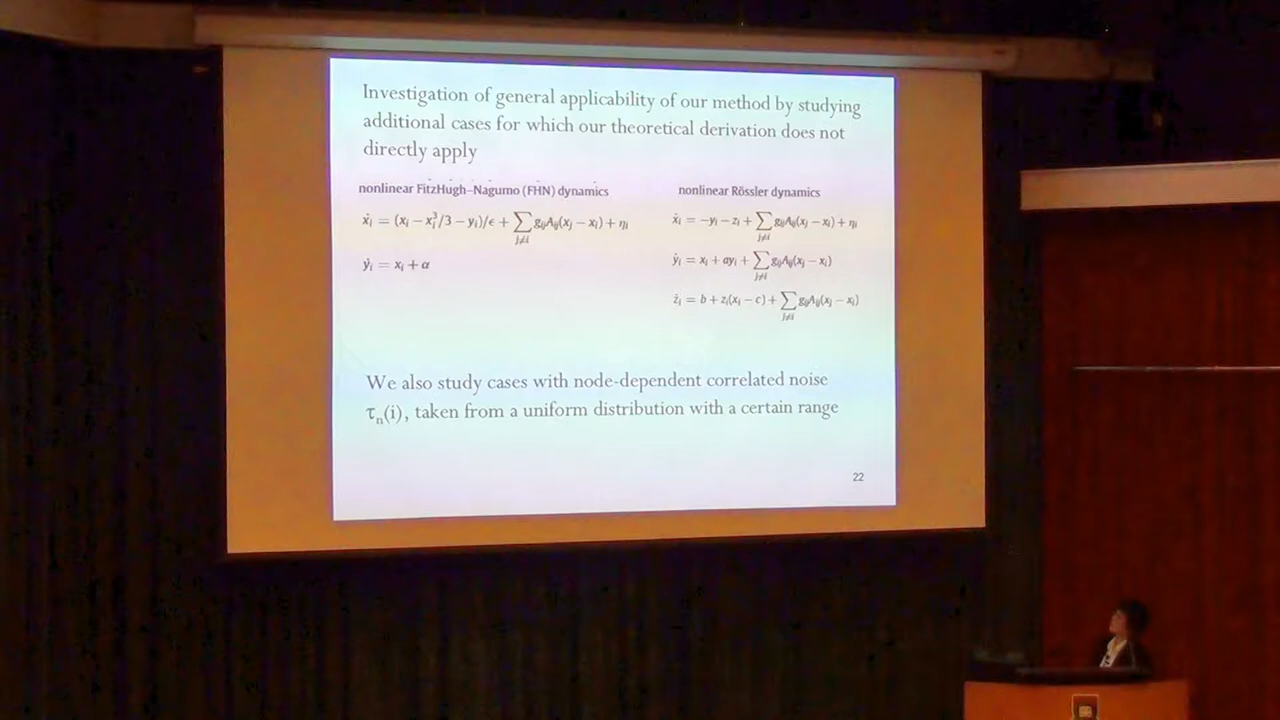 Investigation of general applicability of our method by studying
additional cases for which our theoretical derivation does not
directly apply
nonlinear FitzHugh–Nagumo (FHN) dynamics
ẋᵢ = (xᵢ − xᵢ³/3 − yᵢ)/ϵ + ∑j≠i gᵢⱼAᵢⱼ(xⱼ − xᵢ) + ηᵢ
ẏᵢ = xᵢ + α
nonlinear Rössler dynamics
ẋᵢ = −yᵢ − zᵢ + ∑j≠i gᵢⱼAᵢⱼ(xⱼ − xᵢ) + ηᵢ
ẏᵢ = xᵢ + ayᵢ + ∑j≠i gᵢⱼAᵢⱼ(xⱼ − xᵢ)
żᵢ = b + zᵢ(xᵢ − c) + ∑j≠i gᵢⱼAᵢⱼ(xⱼ − xᵢ)
We also study cases with node-dependent correlated noise
τₙ(i), taken from a uniform distribution with a certain range
22